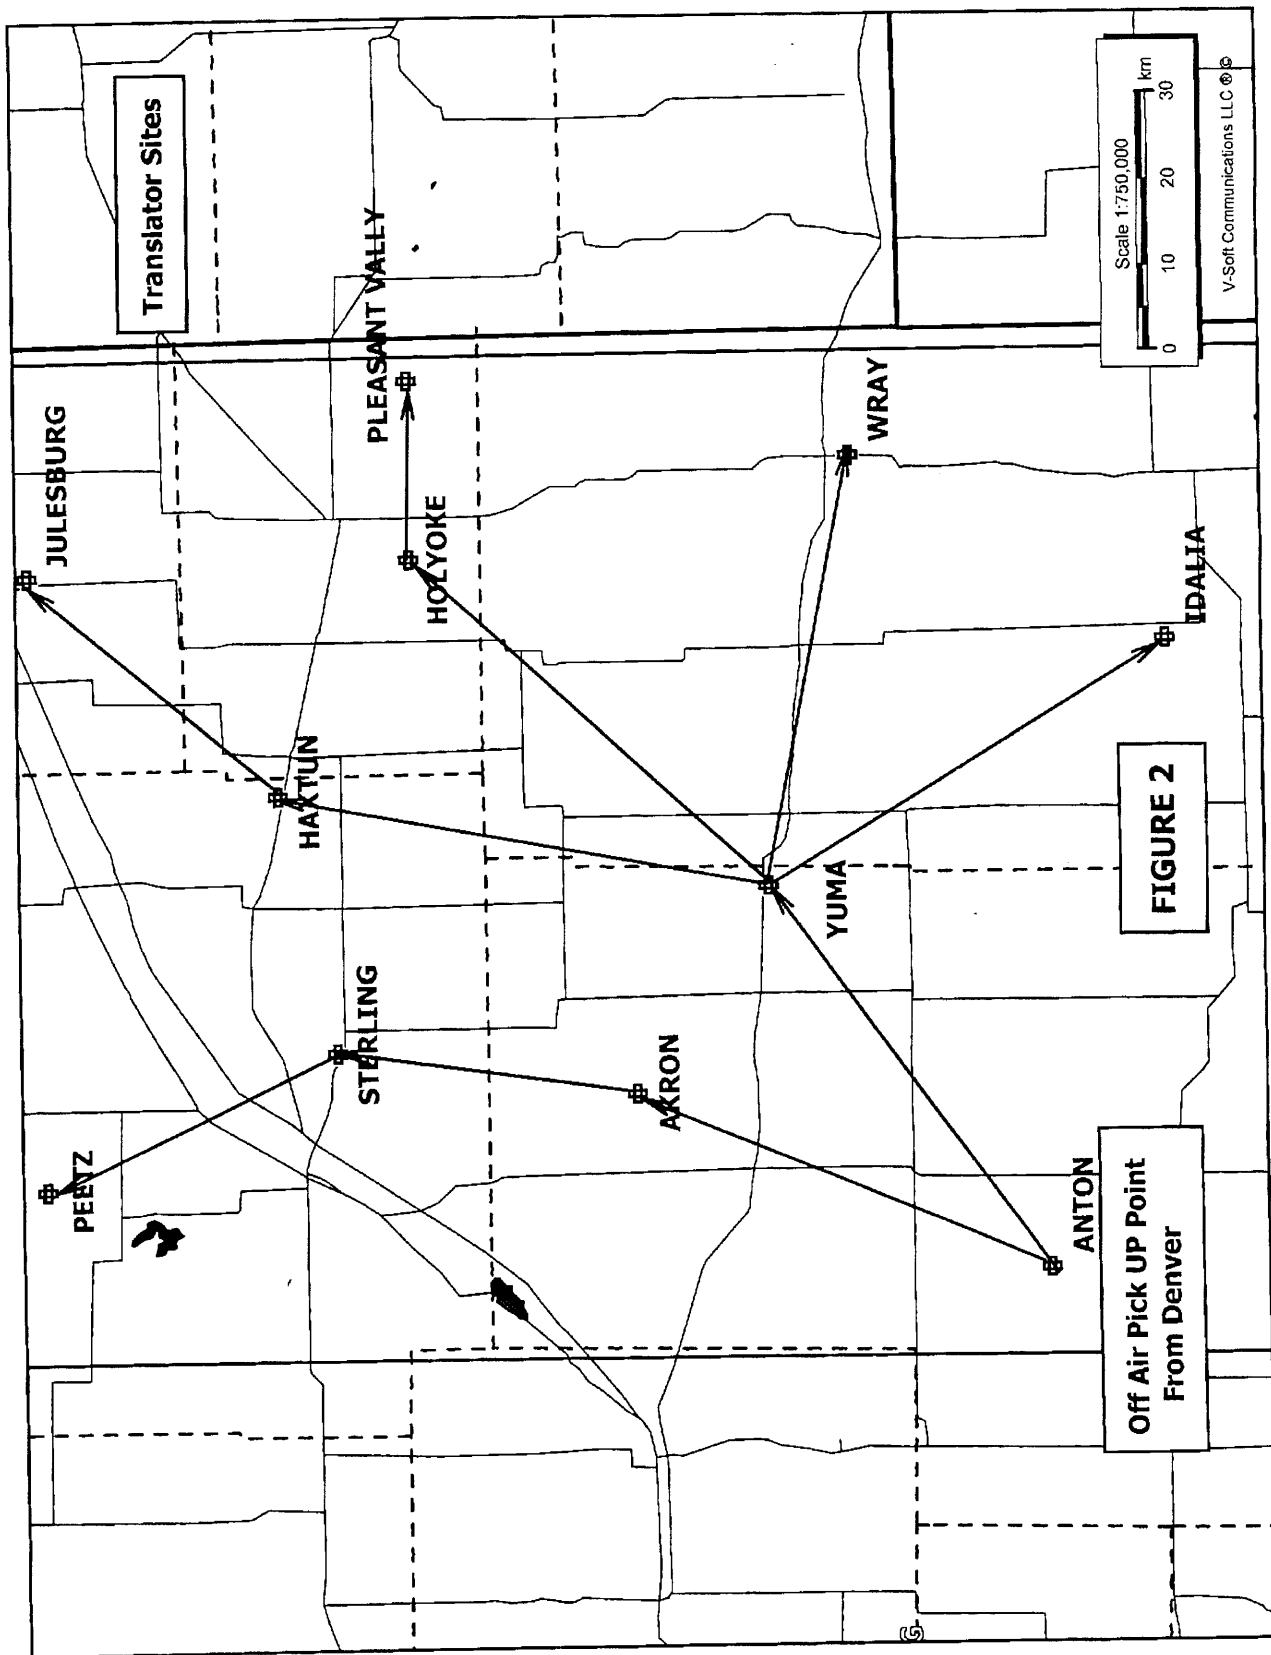 Translator Sites
JULESBURG
PEETZ
HAXTUN
PLEASANT VALLY
STERLING
HOLYOKE
AKRON
YUMA
WRAY
ANTON
IDALIA
Off Air Pick UP Point
From Denver
FIGURE 2
Scale 1:750,000
km
0 10 20 30
V-Soft Communications LLC ® ©
G